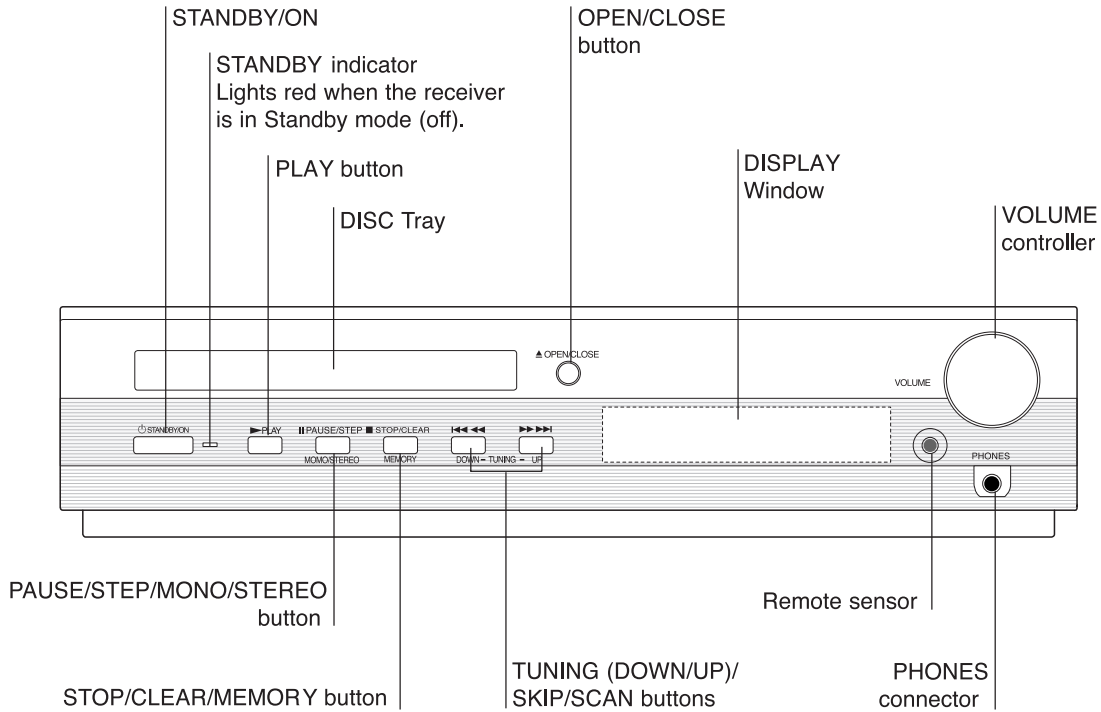 STANDBY/ON
OPEN/CLOSE
button
STANDBY indicator
Lights red when the receiver
is in Standby mode (off).
PLAY button
DISPLAY
Window
DISC Tray
VOLUME
controller
OPEN/CLOSE
VOLUME
STANDBY/ON
PLAY
PAUSE/STEP
STOP/CLEAR
MOMO/STEREO
MEMORY
DOWN – TUNING – UP
PHONES
PAUSE/STEP/MONO/STEREO
button
Remote sensor
STOP/CLEAR/MEMORY button
TUNING (DOWN/UP)/
SKIP/SCAN buttons
PHONES
connector